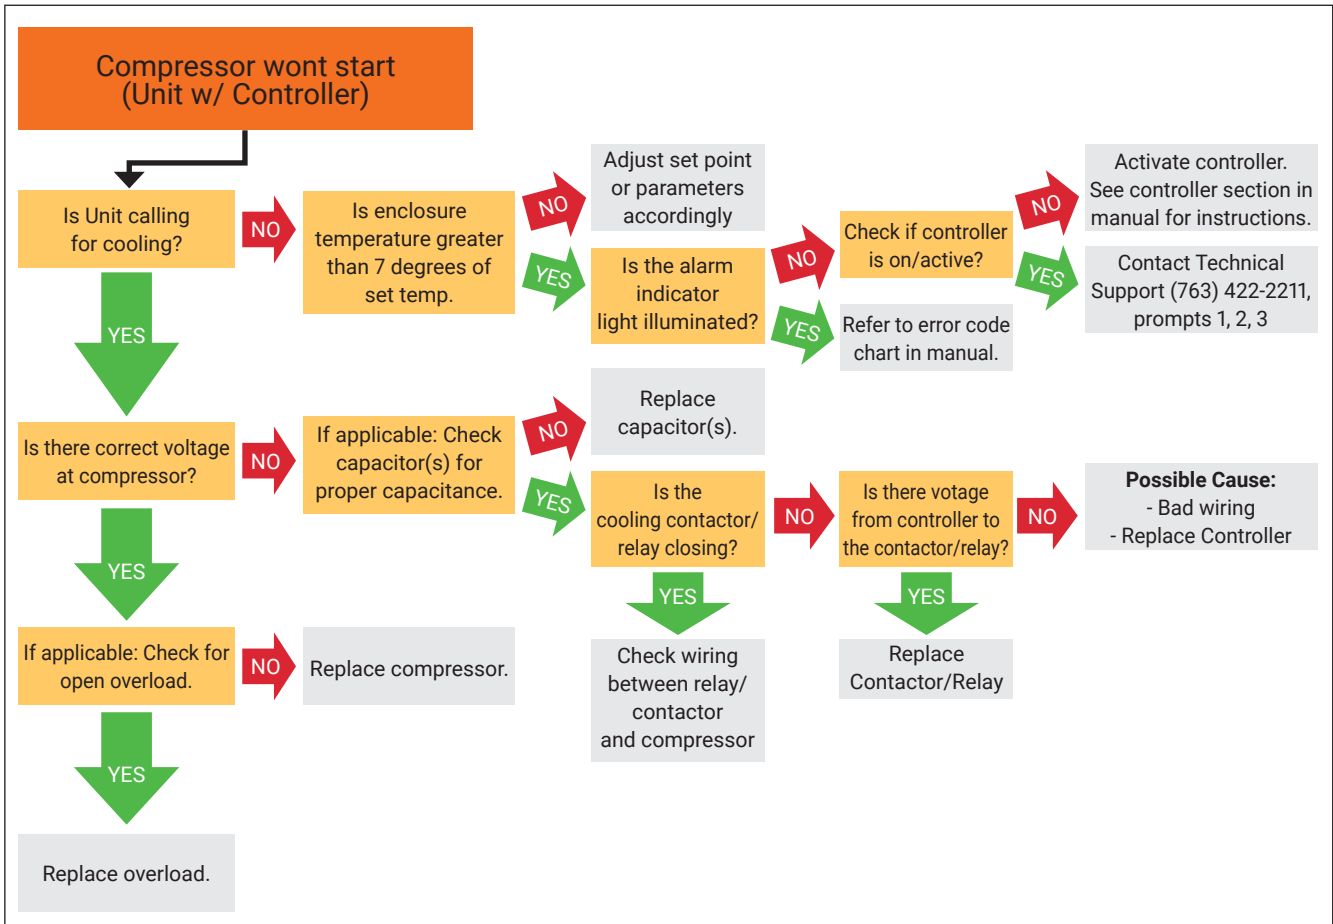 Compressor wont start
(Unit w/ Controller)
Is Unit calling
for cooling?
NO
Is enclosure
temperature greater
than 7 degrees of
set temp.
NO
Adjust set point
or parameters
accordingly
YES
Is the alarm
indicator
light illuminated?
NO
Check if controller
is on/active?
NO
Activate controller.
See controller section in
manual for instructions.
YES
Contact Technical
Support (763) 422-2211,
prompts 1, 2, 3
YES
Refer to error code
chart in manual.
YES
Is there correct voltage
at compressor?
NO
If applicable: Check
capacitor(s) for
proper capacitance.
NO
Replace
capacitor(s).
YES
Is the
cooling contactor/
relay closing?
NO
Is there votage
from controller to
the contactor/relay?
NO
Possible Cause:
- Bad wiring
- Replace Controller
YES
Check wiring
between relay/
contactor
and compressor
YES
Replace
Contactor/Relay
YES
If applicable: Check for
open overload.
NO
Replace compressor.
YES
Replace overload.